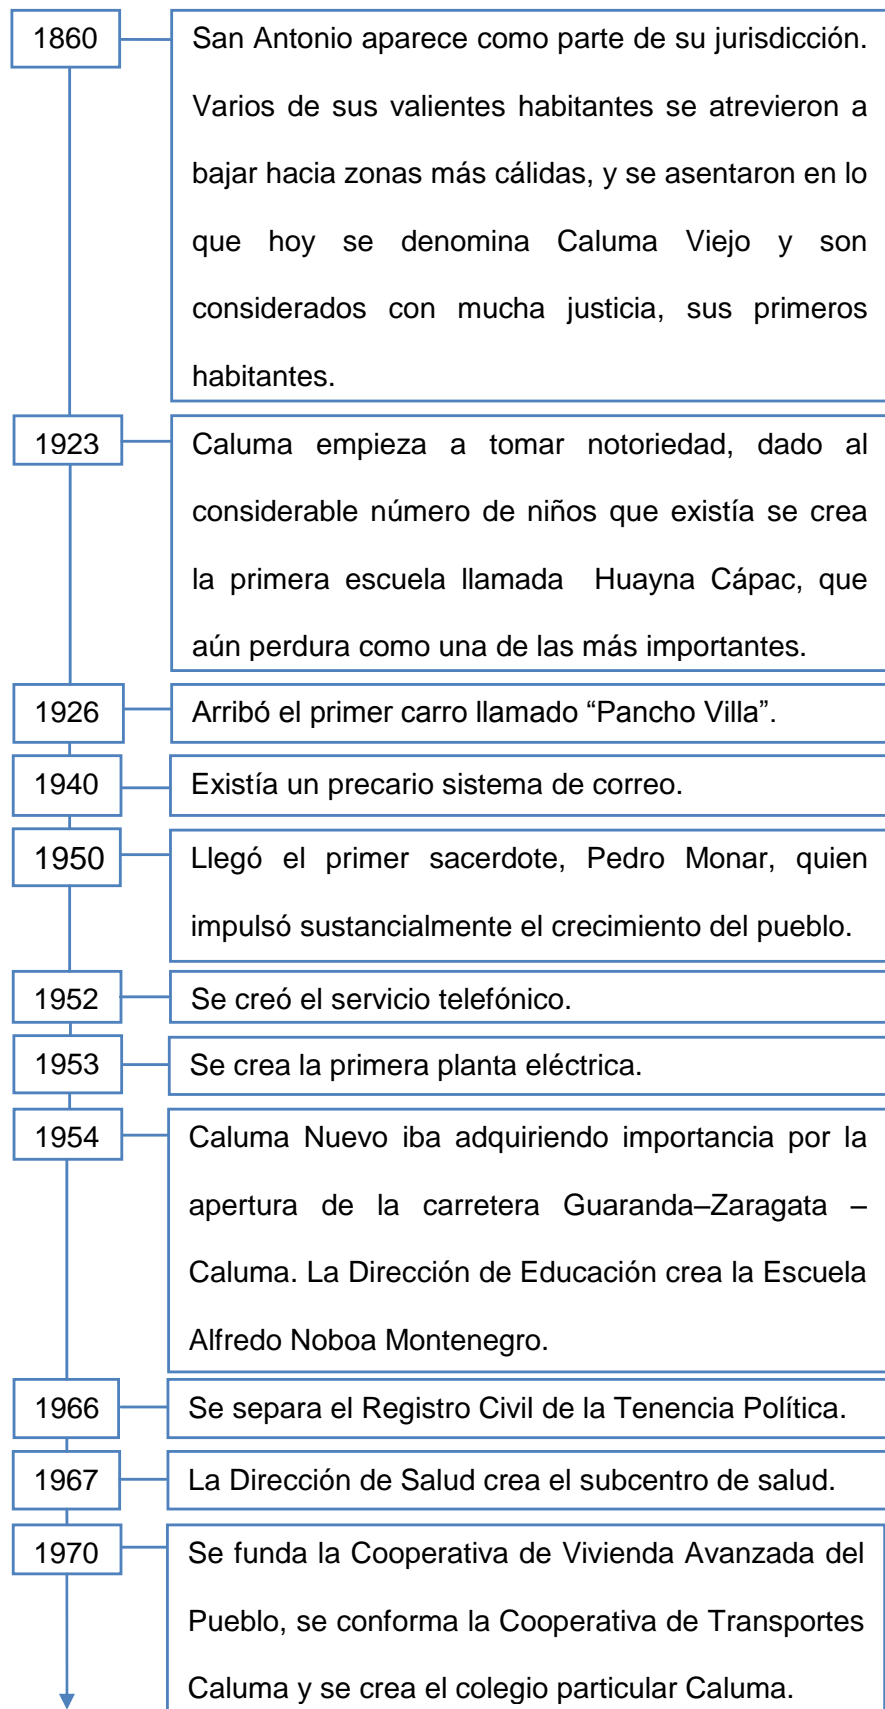 1860
San Antonio aparece como parte de su jurisdicción.
Varios de sus valientes habitantes se atrevieron a
bajar hacia zonas más cálidas, y se asentaron en lo
que hoy se denomina Caluma Viejo y son
considerados con mucha justicia, sus primeros
habitantes.
1923
Caluma empieza a tomar notoriedad, dado al
considerable número de niños que existía se crea
la primera escuela llamada Huayna Cápac, que
aún perdura como una de las más importantes.
1926
Arribó el primer carro llamado “Pancho Villa”.
1940
Existía un precario sistema de correo.
1950
Llegó el primer sacerdote, Pedro Monar, quien
impulsó sustancialmente el crecimiento del pueblo.
1952
Se creó el servicio telefónico.
1953
Se crea la primera planta eléctrica.
1954
Caluma Nuevo iba adquiriendo importancia por la
apertura de la carretera Guaranda–Zaragata –
Caluma. La Dirección de Educación crea la Escuela
Alfredo Noboa Montenegro.
1966
Se separa el Registro Civil de la Tenencia Política.
1967
La Dirección de Salud crea el subcentro de salud.
1970
Se funda la Cooperativa de Vivienda Avanzada del
Pueblo, se conforma la Cooperativa de Transportes
Caluma y se crea el colegio particular Caluma.